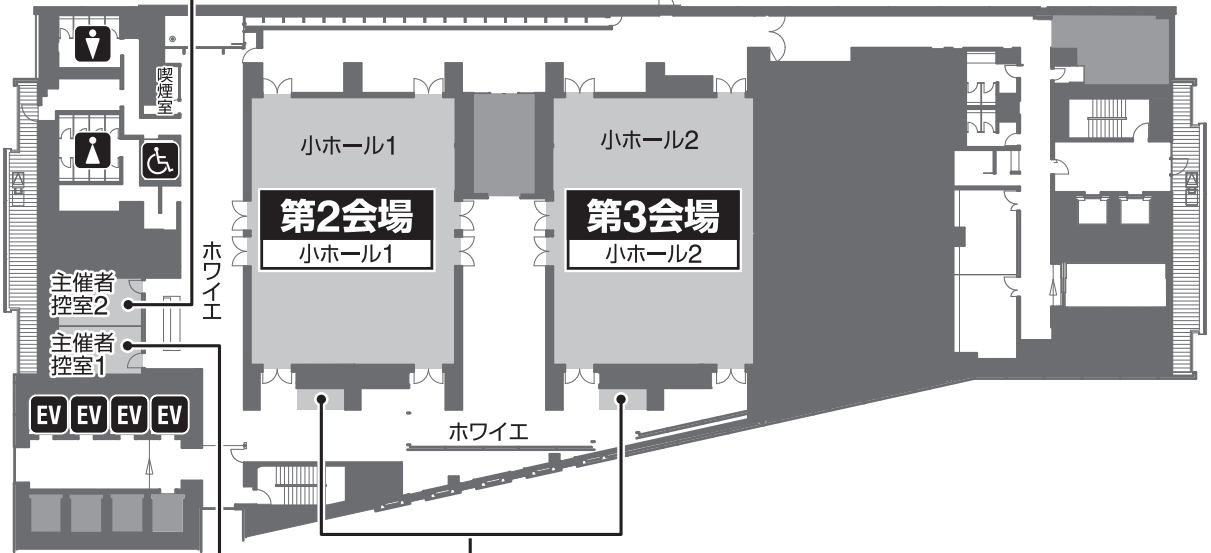 喫煙室
小ホール1
小ホール2
第2会場
小ホール1
第3会場
小ホール2
ホワイエ
主催者
控室2
主催者
控室1
EV
EV
EV
EV
ホワイエ